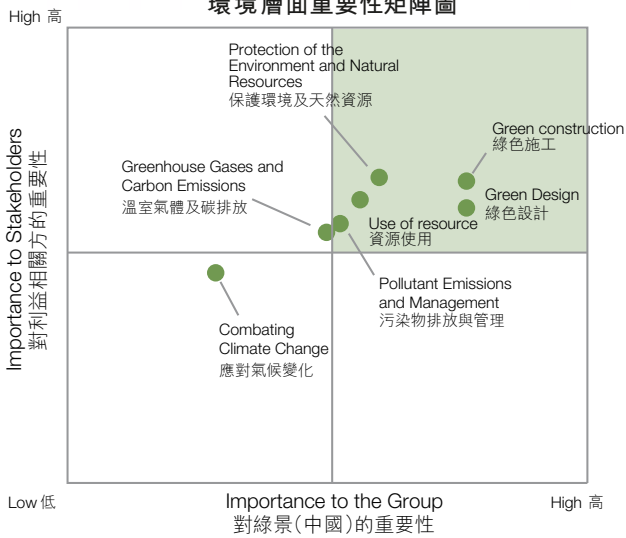 環境層面重要性矩陣圖
High 高
Protection of the
Environment and Natural
Resources
保護環境及天然資源
Green construction
綠色施工
Greenhouse Gases and
Carbon Emissions
溫室氣體及碳排放
Green Design
綠色設計
Use of resource
資源使用
Pollutant Emissions
and Management
污染物排放與管理
Combating
Climate Change
應對氣候變化
Importance to Stakeholders
對利益相關方的重要性
Low 低
Importance to the Group
對綠景(中國)的重要性
High 高